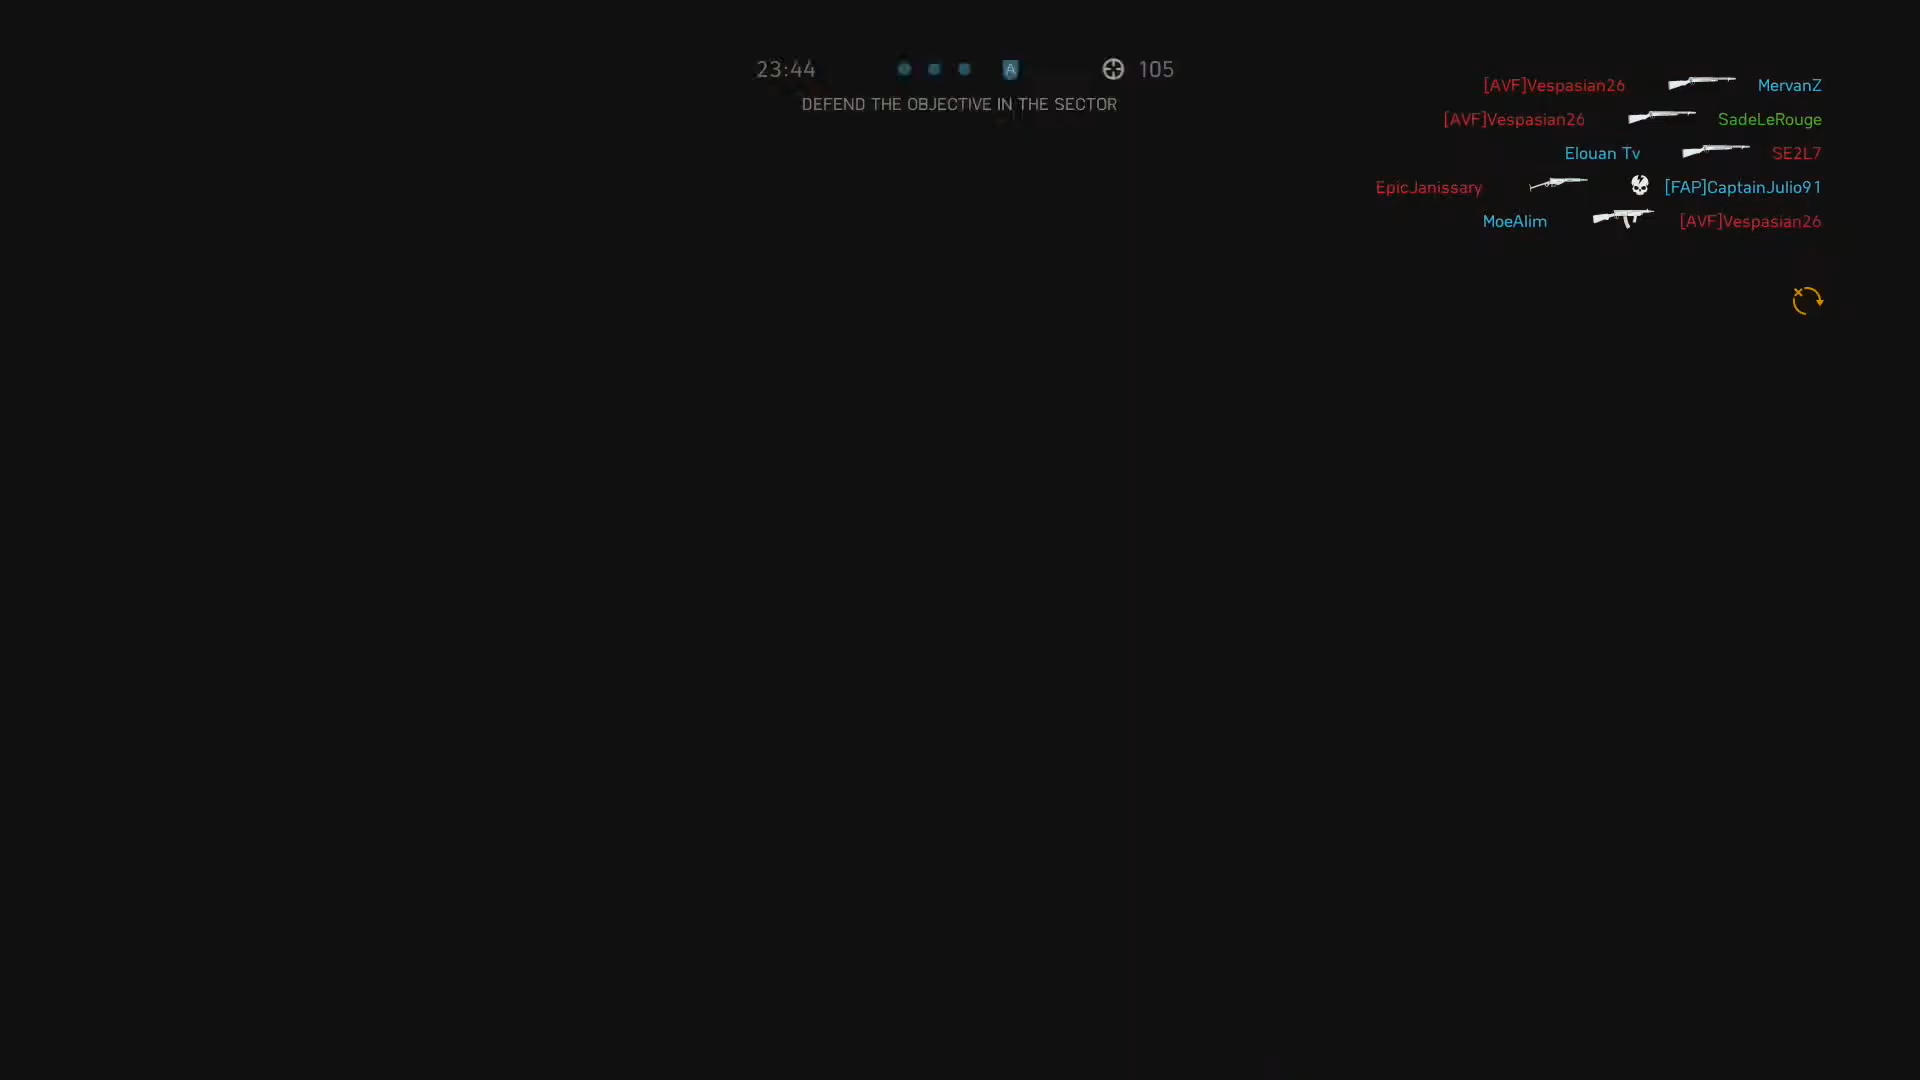 23:44 A 105
DEFEND THE OBJECTIVE IN THE SECTOR
[AVF]Vespasian26 MervanZ
[AVF]Vespasian26 SadeLeRouge
Elouan Tv SE2L7
EpicJanissary [FAP]CaptainJulio91
MoeAlim [AVF]Vespasian26